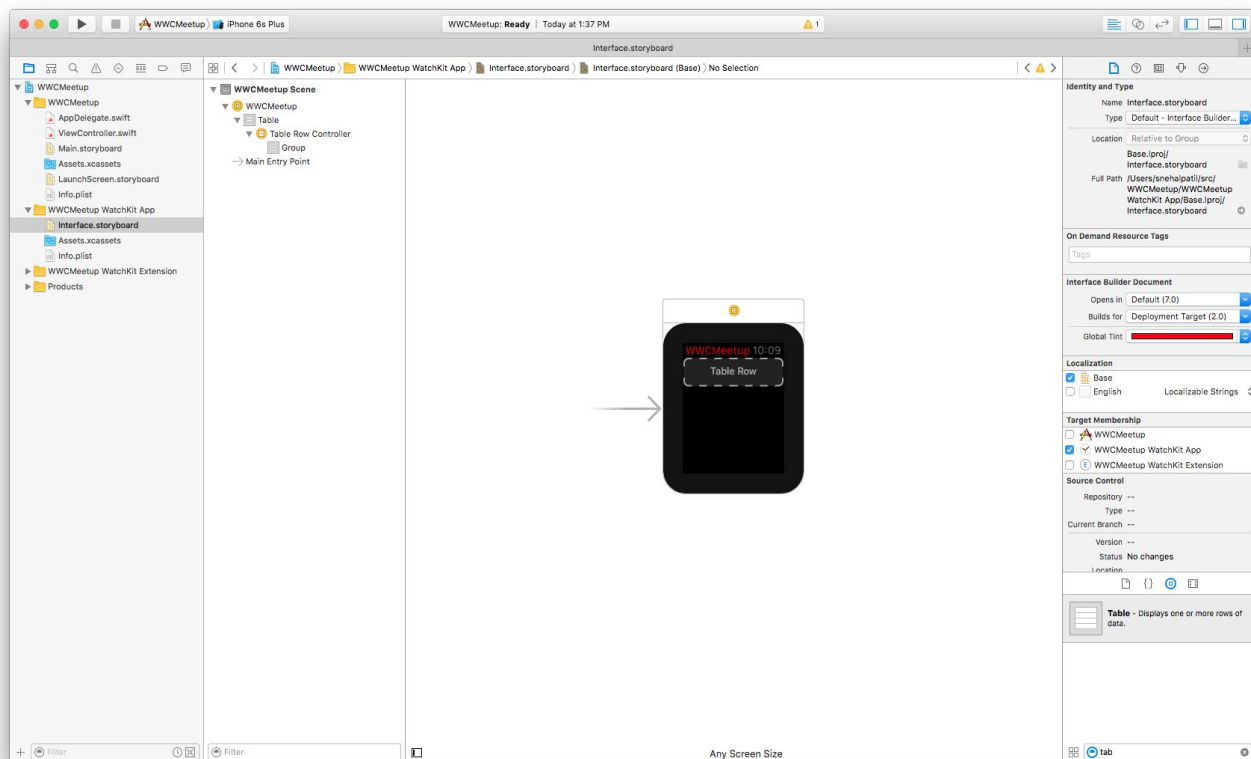 WWCMeetup iPhone 6s Plus
WWCMeetup: Ready | Today at 1:37 PM
1
Interface.storyboard
WWCMeetup WWCMeetup WatchKit App Interface.storyboard Interface.storyboard (Base) No Selection
WWCMeetup
WWCMeetup
AppDelegate.swift
ViewController.swift
Main.storyboard
Assets.xcassets
LaunchScreen.storyboard
Info.plist
WWCMeetup WatchKit App
Interface.storyboard
Assets.xcassets
Info.plist
WWCMeetup WatchKit Extension
Products
Filter
WWCMeetup Scene
WWCMeetup
Table
Table Row Controller
Group
Main Entry Point
Filter
WWCMeetup 10:09
Table Row
Any Screen Size
Identity and Type
Name Interface.storyboard
Type Default - Interface Builder...
Location Relative to Group
Base.lproj/
Interface.storyboard
Full Path /Users/snehalpatil/src/
WWCMeetup/WWCMeetup
WatchKit App/Base.lproj/
Interface.storyboard
On Demand Resource Tags
Tags
Interface Builder Document
Opens in Default (7.0)
Builds for Deployment Target (2.0)
Global Tint
Localization
Base
English Localizable Strings
Target Membership
WWCMeetup
WWCMeetup WatchKit App
E WWCMeetup WatchKit Extension
Source Control
Repository --
Type --
Current Branch --
Version --
Status No changes
Location
{}
Table - Displays one or more rows of
data.
tab